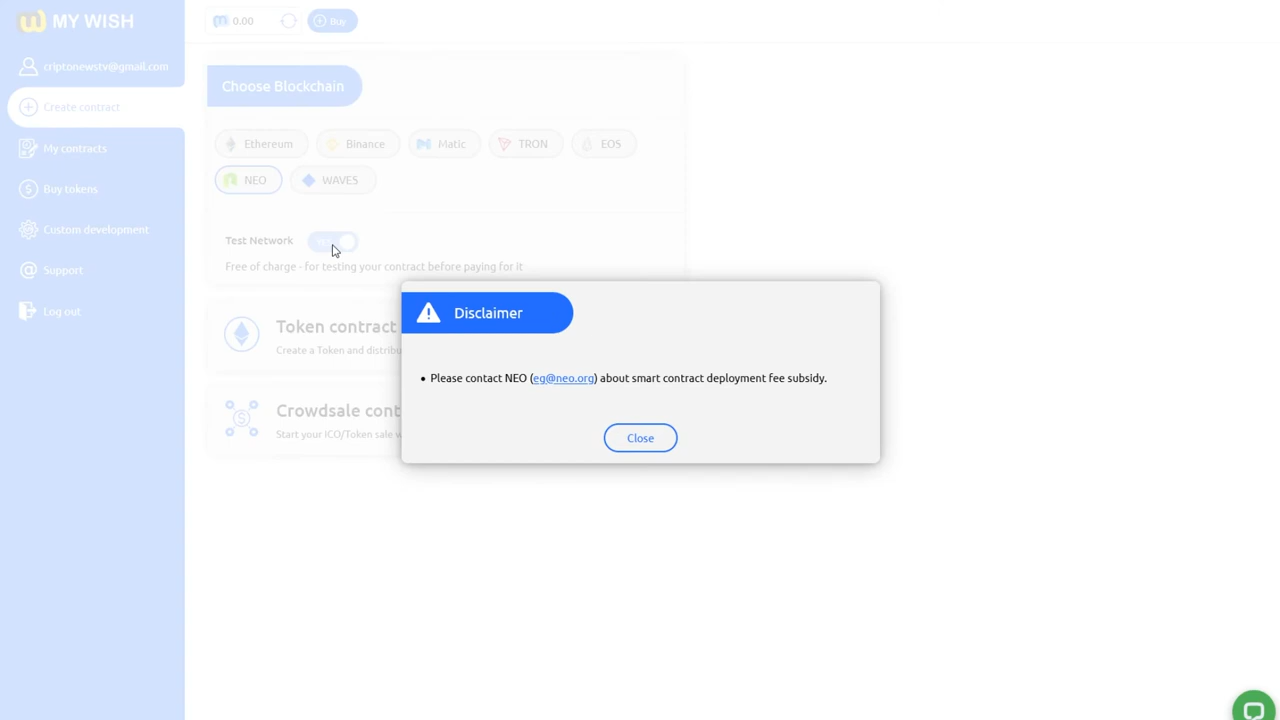 MY WISH
0.00
Buy
criptonewstv@gmail.com
Create contract
My contracts
Buy tokens
Custom development
Support
Log out
Choose Blockchain
Ethereum
Binance
Matic
TRON
EOS
NEO
WAVES
Test Network
Free of charge - for testing your contract before paying for it
Token contract
Create a Token and distribu
Crowdsale cont
Start your ICO/Token sale w
Disclaimer
• Please contact NEO (eg@neo.org) about smart contract deployment fee subsidy.
Close